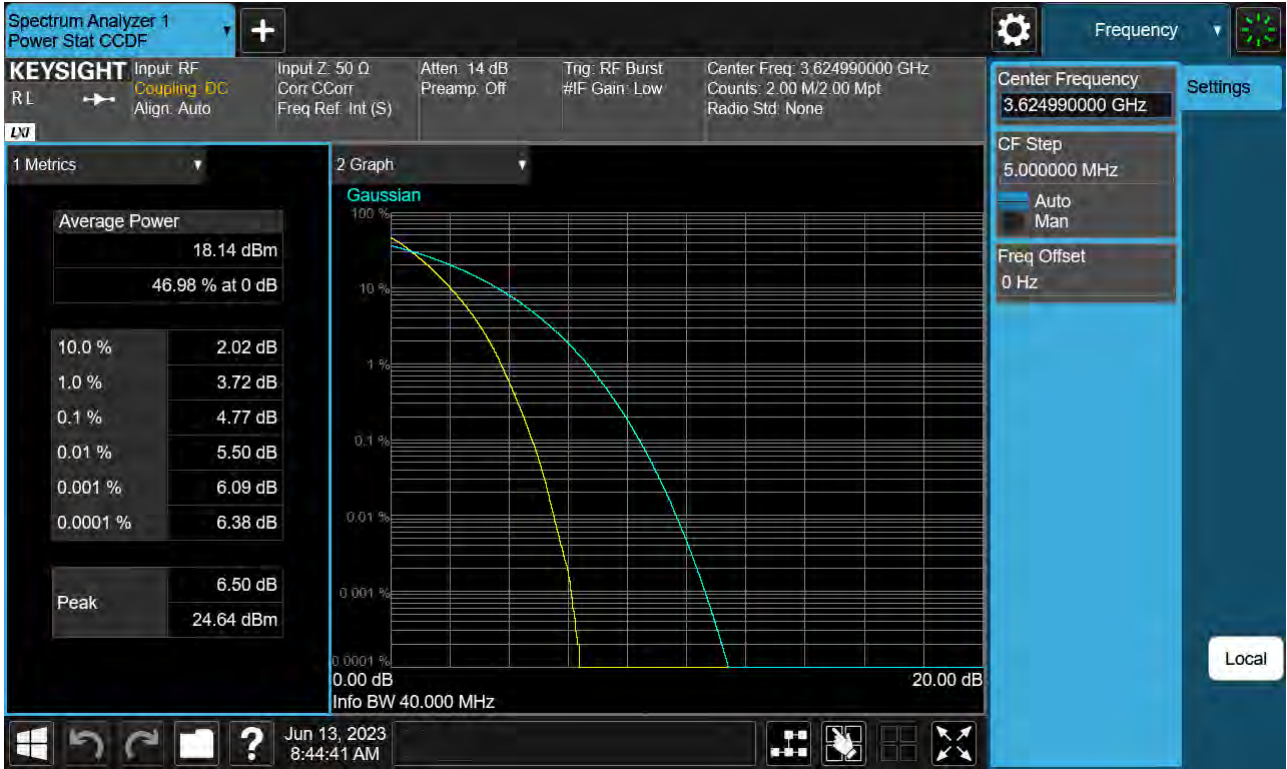 Spectrum Analyzer 1
Power Stat CCDF
Frequency
KEYSIGHT
R L
LXI
Input: RF
Coupling: DC
Align: Auto
Input Z: 50 Ω
Corr CCorr
Freq Ref: Int (S)
Atten: 14 dB
Preamp: Off
Trig: RF Burst
#IF Gain: Low
Center Freq: 3.624990000 GHz
Counts: 2.00 M/2.00 Mpt
Radio Std: None
Center Frequency
3.624990000 GHz
Settings
CF Step
5.000000 MHz
Auto
Man
Freq Offset
0 Hz
1 Metrics
Average Power
18.14 dBm
46.98 % at 0 dB
10.0 % 2.02 dB
1.0 % 3.72 dB
0.1 % 4.77 dB
0.01 % 5.50 dB
0.001 % 6.09 dB
0.0001 % 6.38 dB
Peak
6.50 dB
24.64 dBm
2 Graph
Gaussian
100 %
10 %
1 %
0.1 %
0.01 %
0.001 %
0.0001 %
0.00 dB 20.00 dB
Info BW 40.000 MHz
Local
?
Jun 13, 2023
8:44:41 AM